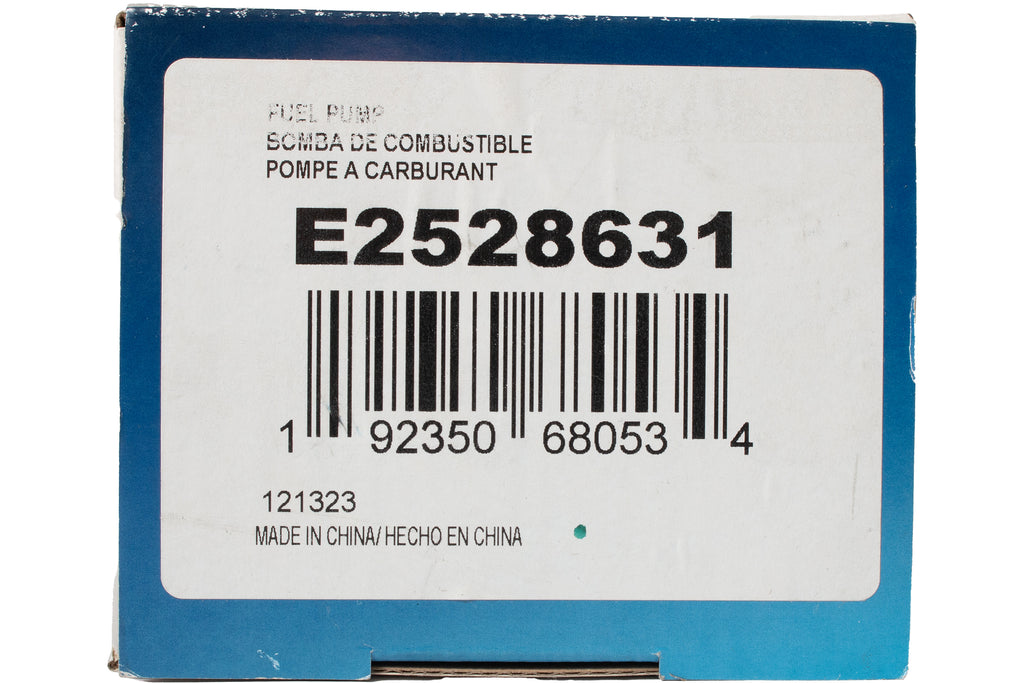 FUEL PUMP
BOMBA DE COMBUSTIBLE
POMPE A CARBURANT
E2528631
1 92350 68053 4
121323
MADE IN CHINA/ HECHO EN CHINA